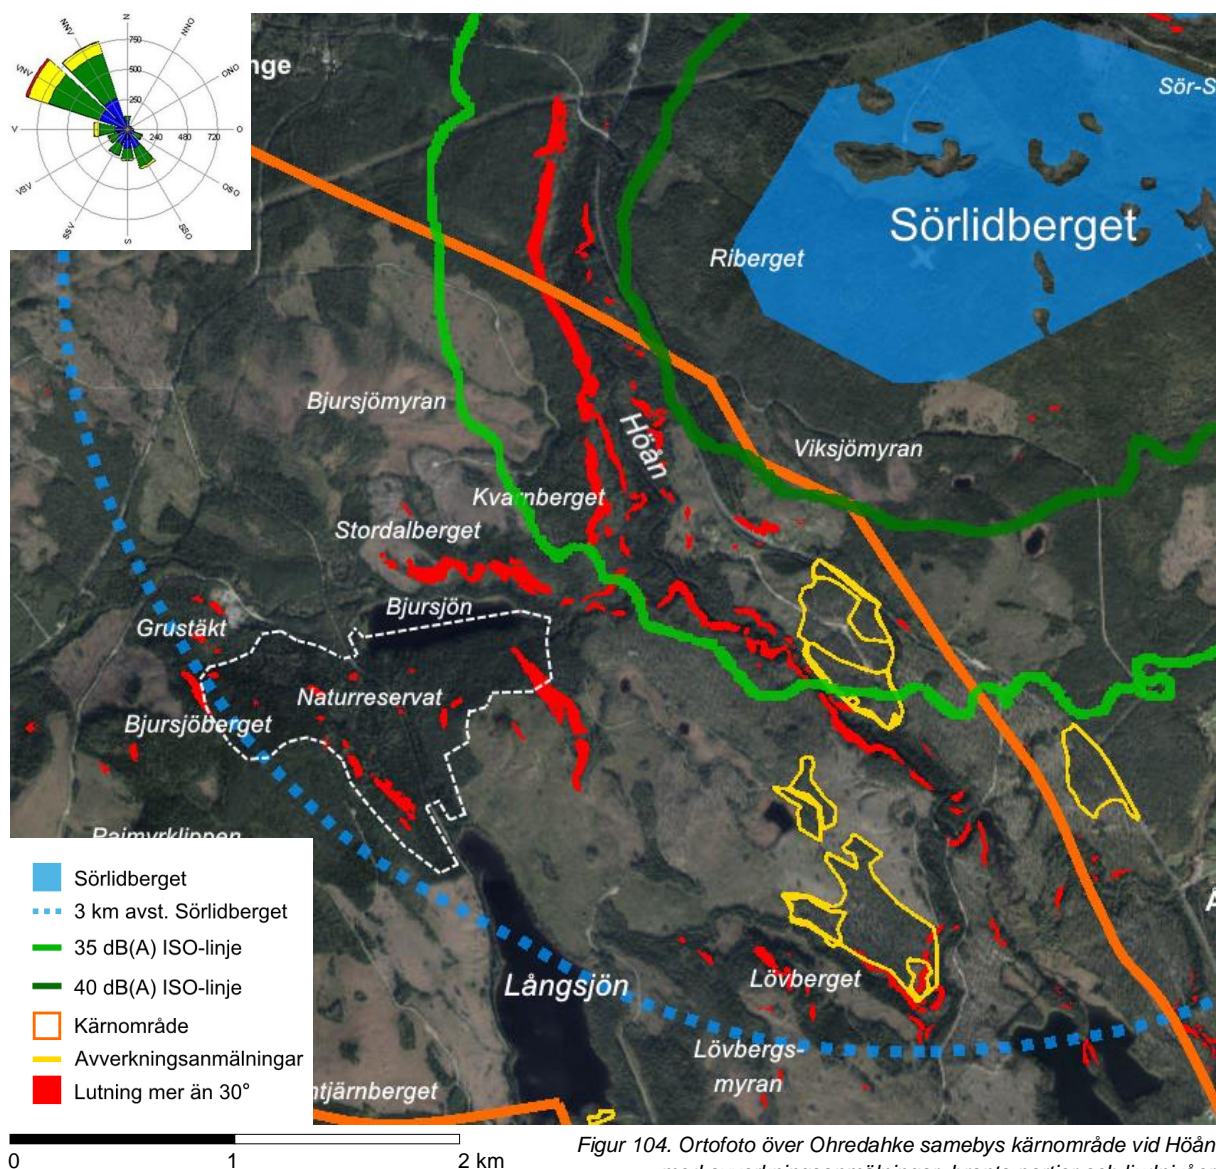 N
NNV
NNO
VNV
ONO
V
O
VSV
OSO
SSV
SSO
S
750
500
250
240 480 720
nge
Sör-S
Sörlidberget
Riberget
Bjursjömyran
Höån
Viksjömyran
Kvarnberget
Stordalberget
Bjursjön
Grustäkt
Naturreservat
Bjursjöberget
Långsjön
Lövberget
Lövbergs-
myran
ntjärnberget
Sörlidberget
3 km avst. Sörlidberget
35 dB(A) ISO-linje
40 dB(A) ISO-linje
Kärnområde
Avverkningsanmälningar
Lutning mer än 30°
0 1 2 km
Figur 104. Ortofoto över Ohredahke samebys kärnområde vid Höån